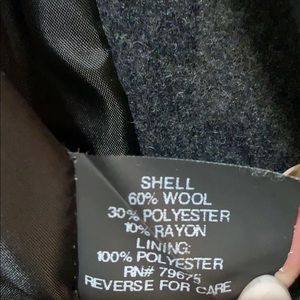 SHELL
60% WOOL
30% POLYESTER
10% RAYON
LINING:
100% POLYESTER
RN# 79675
REVERSE FOR CARE